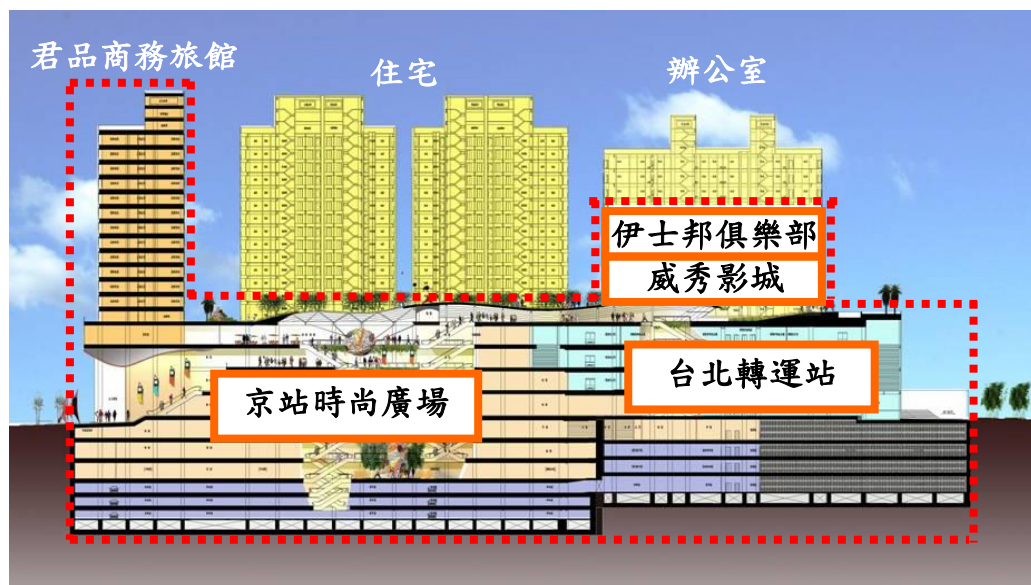 君品商務旅館
住宅
辦公室
伊士邦俱樂部
威秀影城
台北轉運站
京站時尚廣場